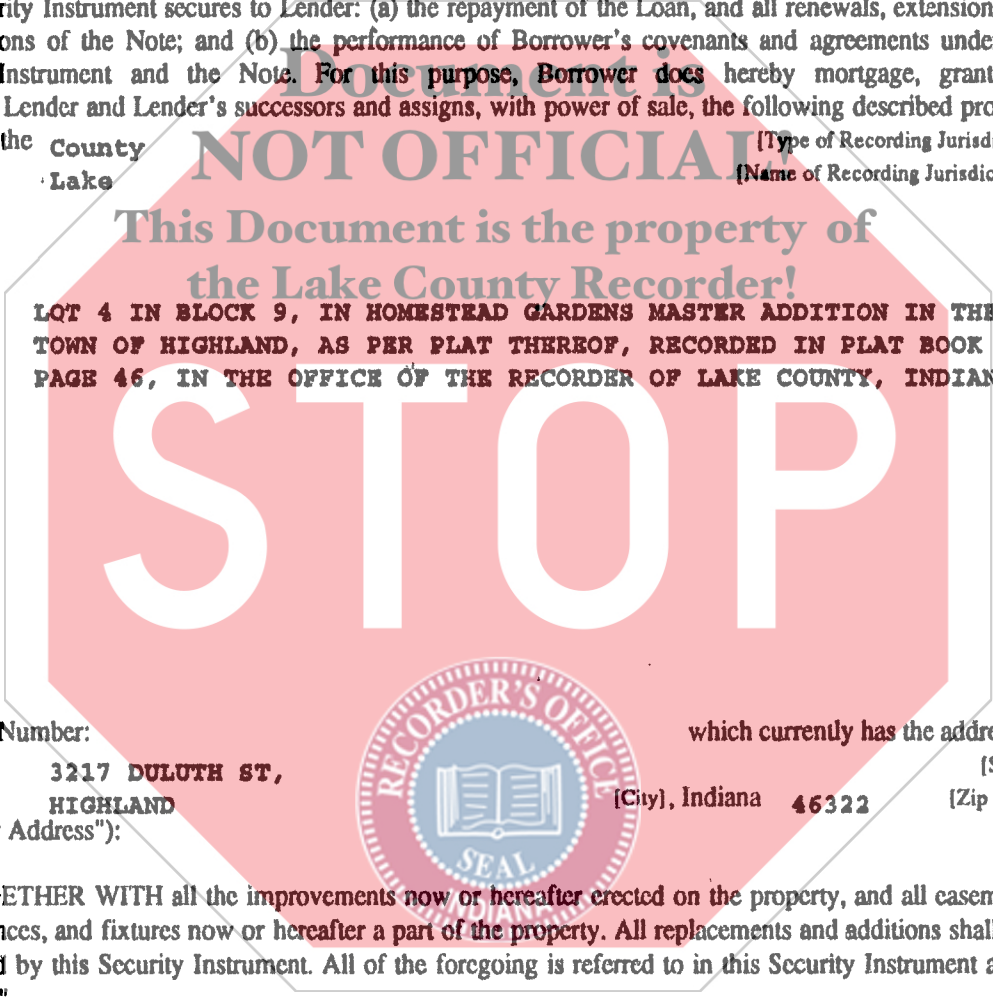 rity Instrument secures to Lender: (a) the repayment of the Loan, and all renewals, extension
ons of the Note; and (b) the performance of Borrower's covenants and agreements unde
Instrument and the Note. For this purpose, Borrower does hereby mortgage, grant
Lender and Lender's successors and assigns, with power of sale, the following described pro
the County [Type of Recording Jurisd
Lake [Name of Recording Jurisdic
Document is
NOT OFFICIAL!
This Document is the property of
the Lake County Recorder!
LOT 4 IN BLOCK 9, IN HOMESTEAD GARDENS MASTER ADDITION IN THE
TOWN OF HIGHLAND, AS PER PLAT THEREOF, RECORDED IN PLAT BOOK
PAGE 46, IN THE OFFICE OF THE RECORDER OF LAKE COUNTY, INDIAN
STOP
Number: which currently has the addre
3217 DULUTH ST, [S
HIGHLAND [City], Indiana 46322 [Zip
Address"):
RECORDER'S OFFICE
SEAL
INDIANA
ETHER WITH all the improvements now or hereafter erected on the property, and all easem
nces, and fixtures now or hereafter a part of the property. All replacements and additions shal
d by this Security Instrument. All of the foregoing is referred to in this Security Instrument a